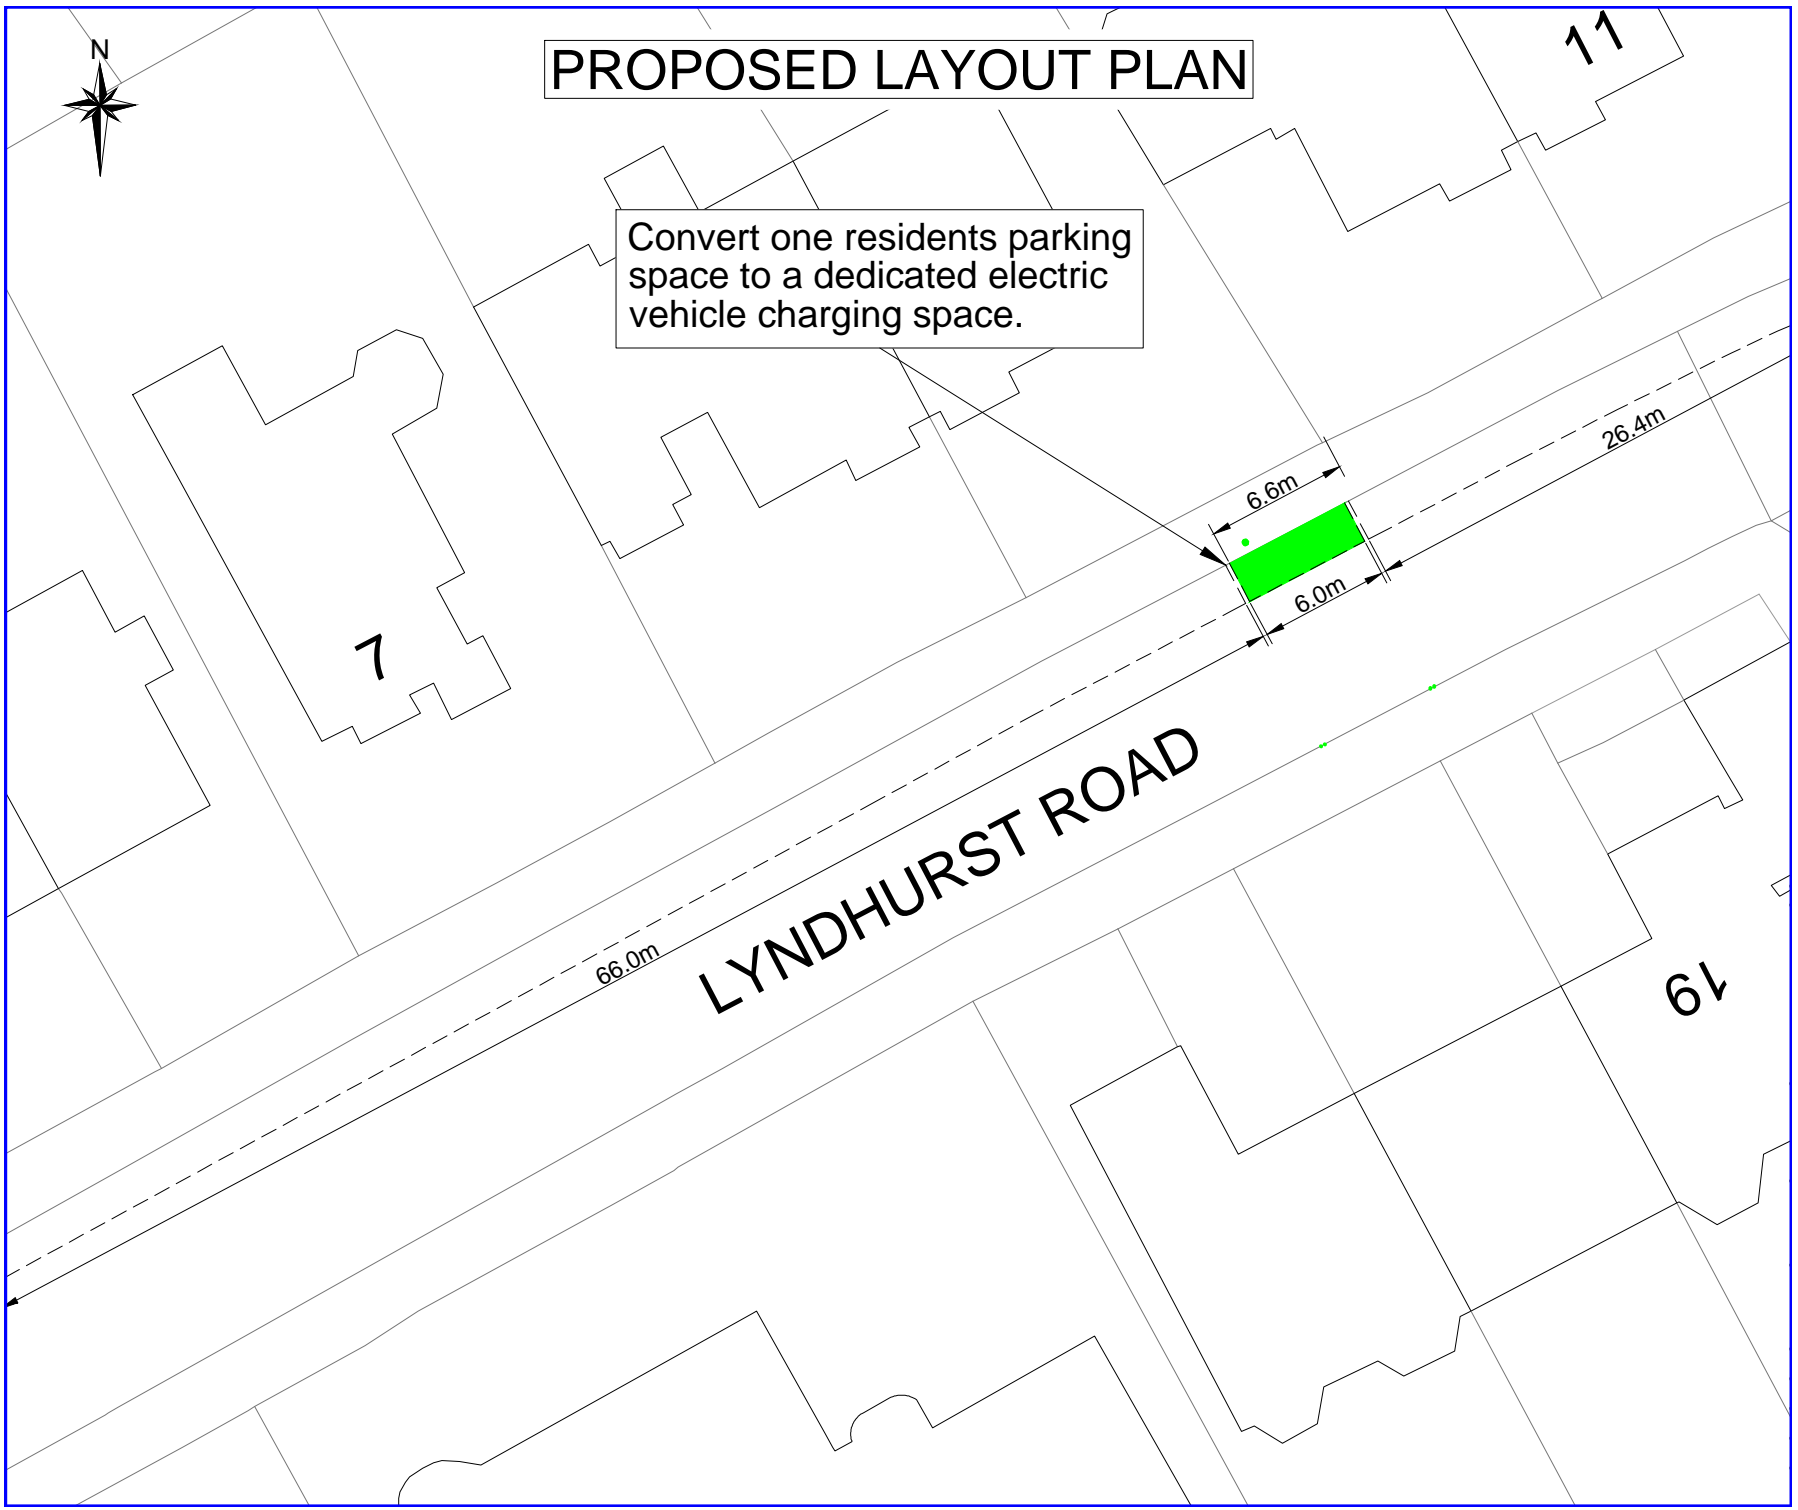 N
PROPOSED LAYOUT PLAN
11
Convert one residents parking
space to a dedicated electric
vehicle charging space.
26.4m
6.6m
6.0m
7
LYNDHURST ROAD
66.0m
19